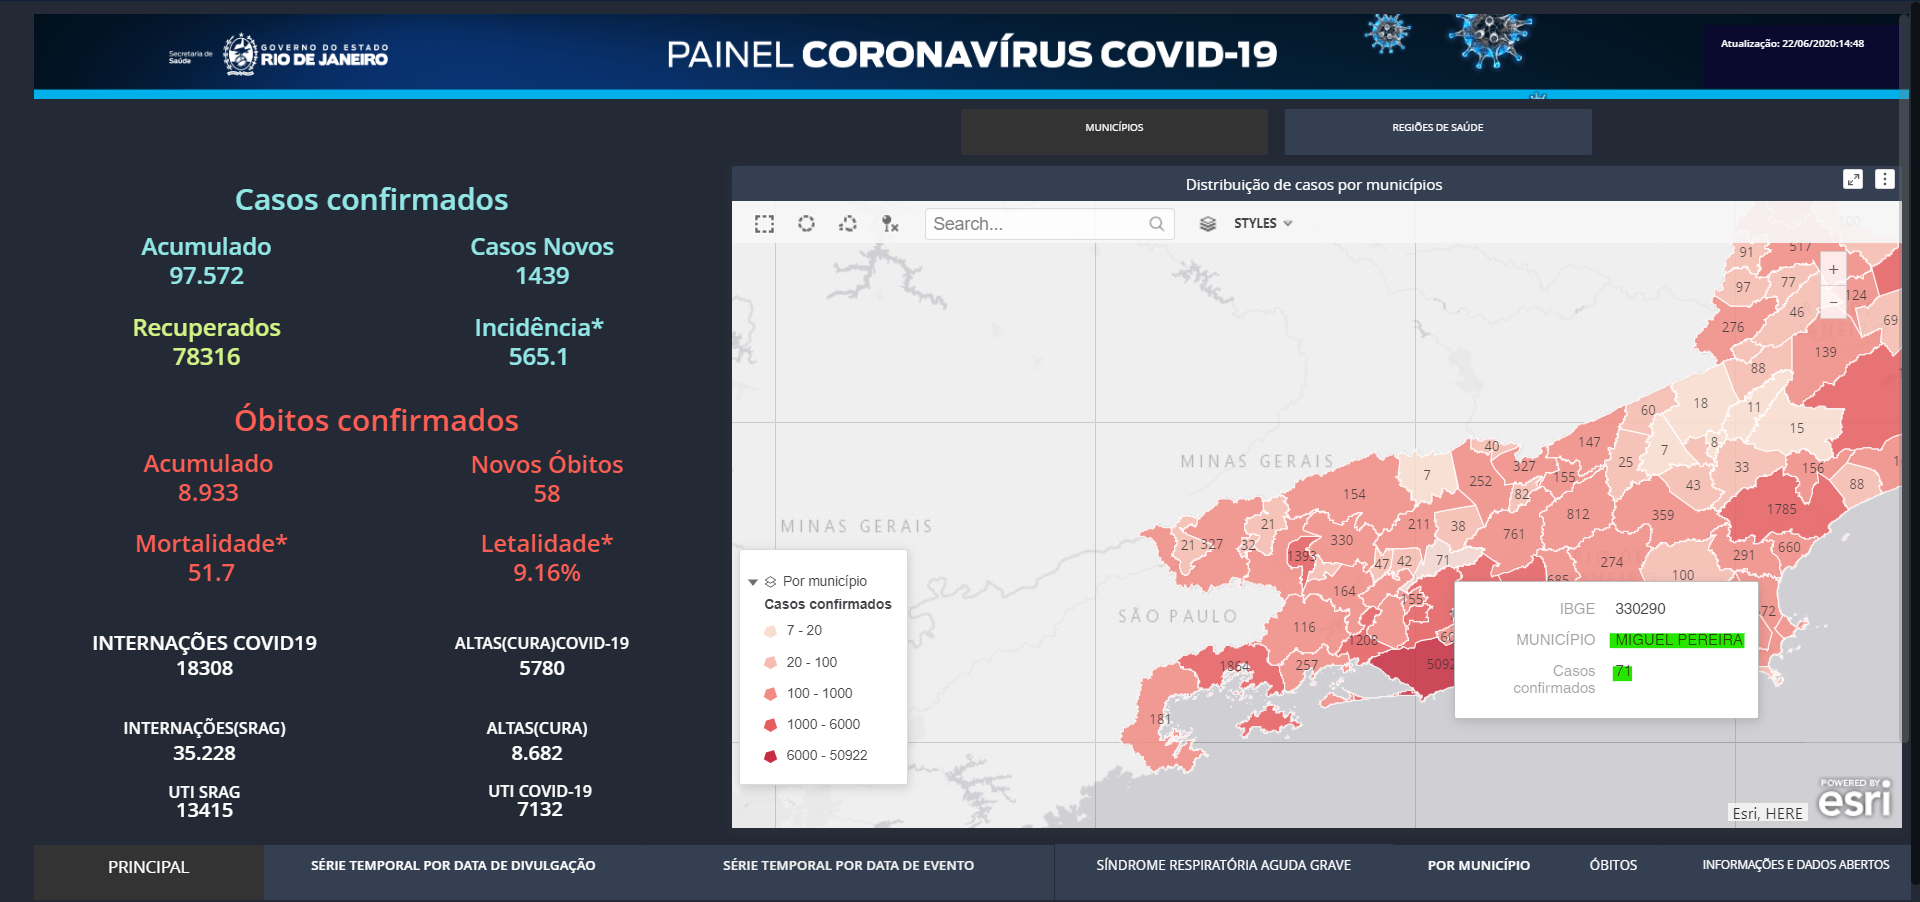 Secretaria de
Saúde
GOVERNO DO ESTADO
RIO DE JANEIRO
PAINEL CORONAVÍRUS COVID-19
Atualização: 22/06/2020:14:48
MUNICÍPIOS
REGIÕES DE SAÚDE
Casos confirmados
Acumulado
97.572
Casos Novos
1439
Recuperados
78316
Incidência*
565.1
Óbitos confirmados
Acumulado
8.933
Novos Óbitos
58
Mortalidade*
51.7
Letalidade*
9.16%
INTERNAÇÕES COVID19
18308
ALTAS(CURA)COVID-19
5780
INTERNAÇÕES(SRAG)
35.228
ALTAS(CURA)
8.682
UTI SRAG
13415
UTI COVID-19
7132
Distribuição de casos por municípios
Search...
STYLES
100
91
517
+
97
77
124
−
46
69
276
139
88
60
18
11
15
40
147
7
8
MINAS GERAIS
327
25
33
156
7
252
155
43
88
154
82
1785
MINAS GERAIS
21
211
38
812
359
761
21
327
32
330
291
660
1393
47
42
71
274
100
685
164
155
SÃO PAULO
116
1208
60
72
1864
257
5092
181
Por município
Casos confirmados
7 - 20
20 - 100
100 - 1000
1000 - 6000
6000 - 50922
IBGE 330290
MUNICÍPIO MIGUEL PEREIRA
Casos confirmados 71
POWERED BY
esri
Esri, HERE
PRINCIPAL
SÉRIE TEMPORAL POR DATA DE DIVULGAÇÃO
SÉRIE TEMPORAL POR DATA DE EVENTO
SÍNDROME RESPIRATÓRIA AGUDA GRAVE
POR MUNICÍPIO
ÓBITOS
INFORMAÇÕES E DADOS ABERTOS